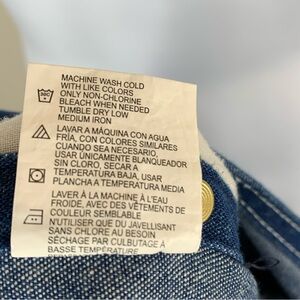 MACHINE WASH COLD
WITH LIKE COLORS
ONLY NON-CHLORINE
BLEACH WHEN NEEDED
TUMBLE DRY LOW
MEDIUM IRON
LAVAR A MÁQUINA CON AGUA
FRÍA, CON COLORES SIMILARES
CUANDO SEA NECESARIO,
USAR ÚNICAMENTE BLANQUEADOR
SIN CLORO, SECAR A
TEMPERATURA BAJA, USAR
PLANCHA A TEMPERATURA MEDIA
LAVER À LA MACHINE À L'EAU
FROIDE, AVEC DES VÊTEMENTS DE
COULEUR SEMBLABLE
N'UTILISER QUE DU JAVELLISANT
SANS CHLORE AU BESOIN
SÉCHAGE PAR CULBUTAGE À
BASSE TEMPÉRATURE